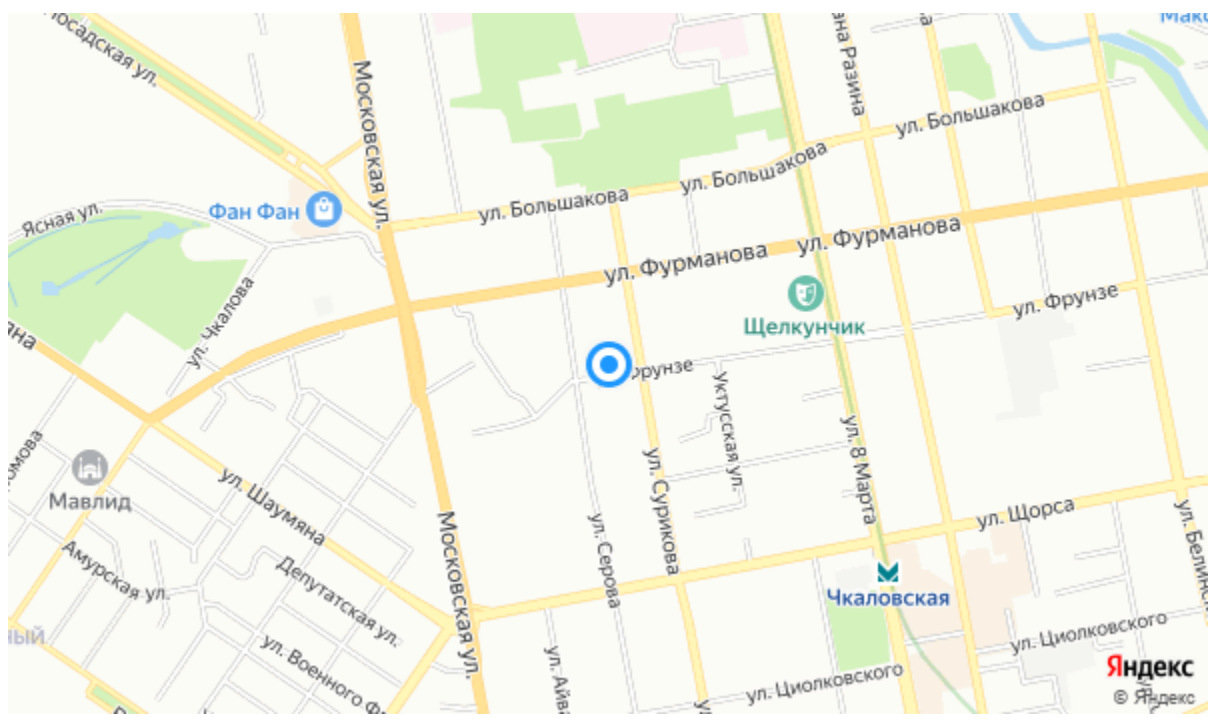 Посадская ул.
Московская ул.
ул. Большакова
ул. Большакова
ул. Большакова
Фан Фан
Ясная ул.
ул. Фурманова
ул. Фурманова
ул. Чкалова
Щелкунчик
ул. Фрунзе
Фрунзе
Уктусская ул.
ул. 8 Марта
Мавлид
ул. Шаумяна
ул. Сурикова
ул. Щорса
Московская ул.
ул. Серова
Амурская ул.
Депутатская ул.
Чкаловская
ул. Циолковского
ул. Циолковского
Яндекс
© Яндекс